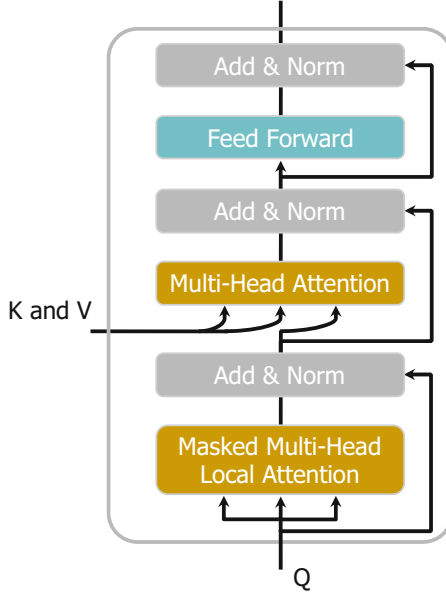 Add & Norm
Feed Forward
Add & Norm
Multi-Head Attention
K and V
Add & Norm
Masked Multi-Head
Local Attention
Q